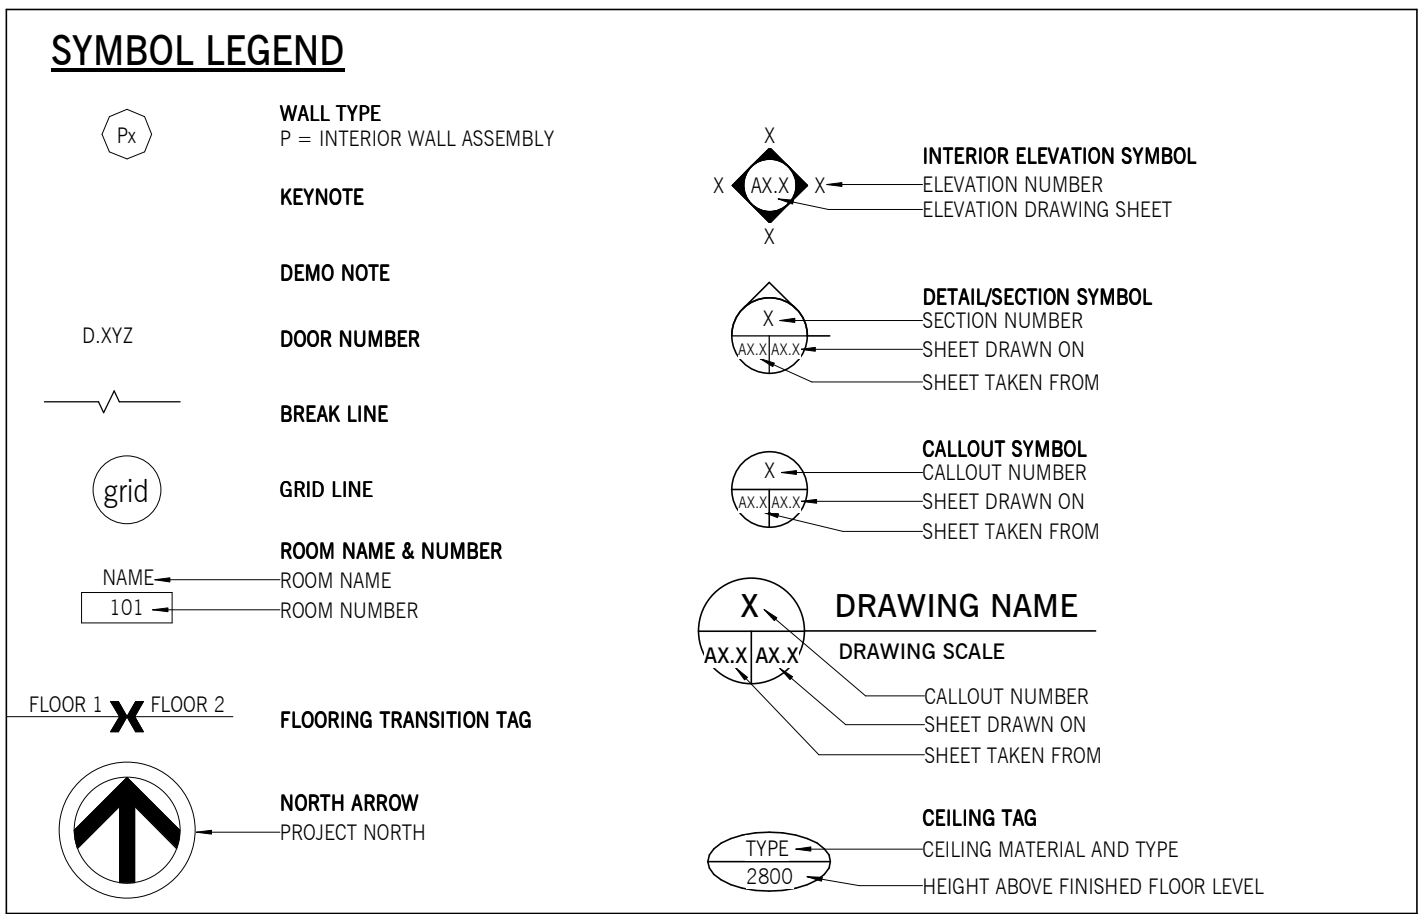 SYMBOL LEGEND
Px
WALL TYPE
P = INTERIOR WALL ASSEMBLY
KEYNOTE
DEMO NOTE
D.XYZ
DOOR NUMBER
BREAK LINE
grid
GRID LINE
ROOM NAME & NUMBER
NAME
ROOM NAME
101
ROOM NUMBER
FLOOR 1 X FLOOR 2
FLOORING TRANSITION TAG
NORTH ARROW
PROJECT NORTH
X
X AX.X X
X
INTERIOR ELEVATION SYMBOL
ELEVATION NUMBER
ELEVATION DRAWING SHEET
X
AX.X AX.X
DETAIL/SECTION SYMBOL
SECTION NUMBER
SHEET DRAWN ON
SHEET TAKEN FROM
X
AX.X AX.X
CALLOUT SYMBOL
CALLOUT NUMBER
SHEET DRAWN ON
SHEET TAKEN FROM
X
AX.X AX.X
DRAWING NAME
DRAWING SCALE
CALLOUT NUMBER
SHEET DRAWN ON
SHEET TAKEN FROM
TYPE
2800
CEILING TAG
CEILING MATERIAL AND TYPE
HEIGHT ABOVE FINISHED FLOOR LEVEL